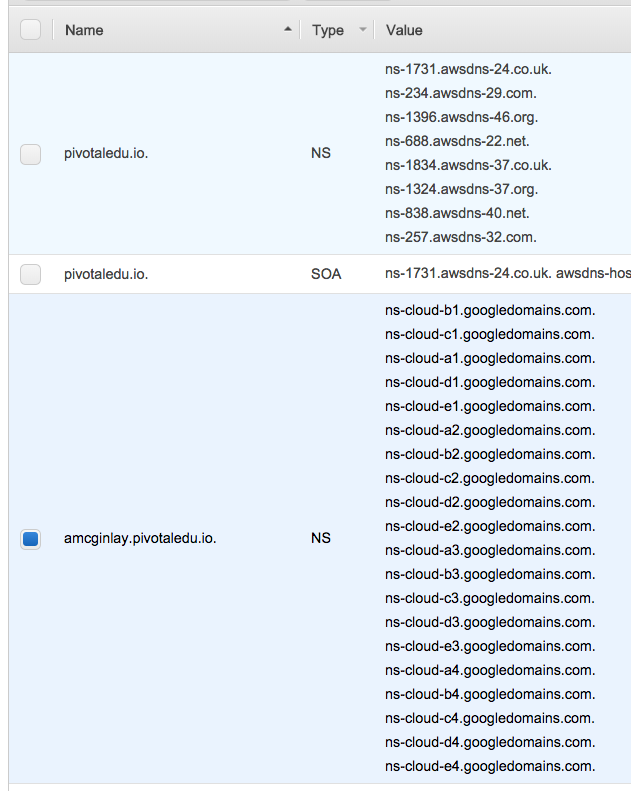 Name Type Value
ns-1731.awsdns-24.co.uk.
ns-234.awsdns-29.com.
ns-1396.awsdns-46.org.
pivotaledu.io. NS ns-688.awsdns-22.net.
ns-1834.awsdns-37.co.uk.
ns-1324.awsdns-37.org.
ns-838.awsdns-40.net.
ns-257.awsdns-32.com.
pivotaledu.io. SOA ns-1731.awsdns-24.co.uk. awsdns-hos
ns-cloud-b1.googledomains.com.
ns-cloud-c1.googledomains.com.
ns-cloud-a1.googledomains.com.
ns-cloud-d1.googledomains.com.
ns-cloud-e1.googledomains.com.
ns-cloud-a2.googledomains.com.
ns-cloud-b2.googledomains.com.
ns-cloud-c2.googledomains.com.
ns-cloud-d2.googledomains.com.
amcginlay.pivotaledu.io. NS ns-cloud-e2.googledomains.com.
ns-cloud-a3.googledomains.com.
ns-cloud-b3.googledomains.com.
ns-cloud-c3.googledomains.com.
ns-cloud-d3.googledomains.com.
ns-cloud-e3.googledomains.com.
ns-cloud-a4.googledomains.com.
ns-cloud-b4.googledomains.com.
ns-cloud-c4.googledomains.com.
ns-cloud-d4.googledomains.com.
ns-cloud-e4.googledomains.com.